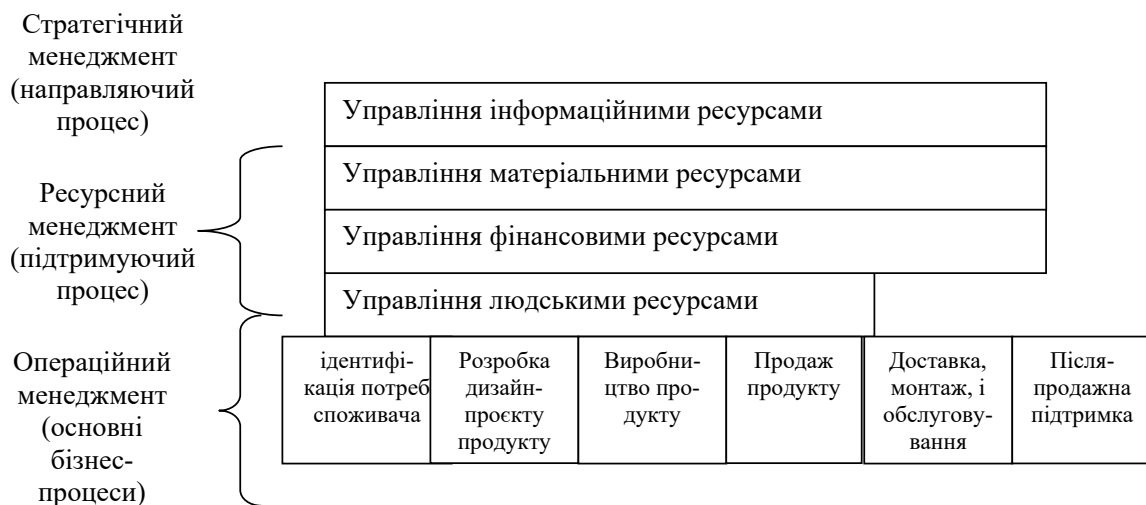 Стратегічний
менеджмент
(направляючий
процес)
Управління інформаційними ресурсами
Управління матеріальними ресурсами
Ресурсний
менеджмент
(підтримуючий
процес)
Управління фінансовими ресурсами
Управління людськими ресурсами
Операційний
менеджмент
(основні
бізнес-
процеси)
ідентифі-
кація потреб
споживача
Розробка
дизайн-
проєкту
продукту
Виробни-
цтво про-
дукту
Продаж
продукту
Доставка,
монтаж, і
обслугову-
вання
Після-
продажна
підтримка